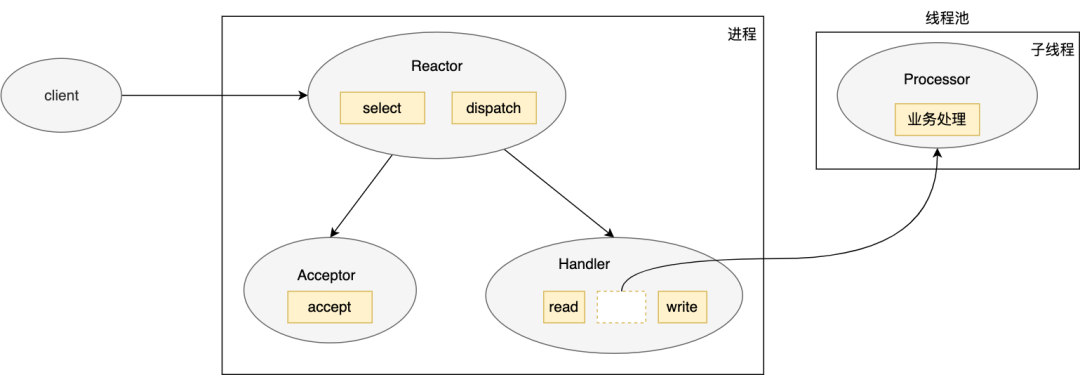 线程池
进程
子线程
client
Reactor
select
dispatch
Processor
业务处理
Acceptor
accept
Handler
read
write